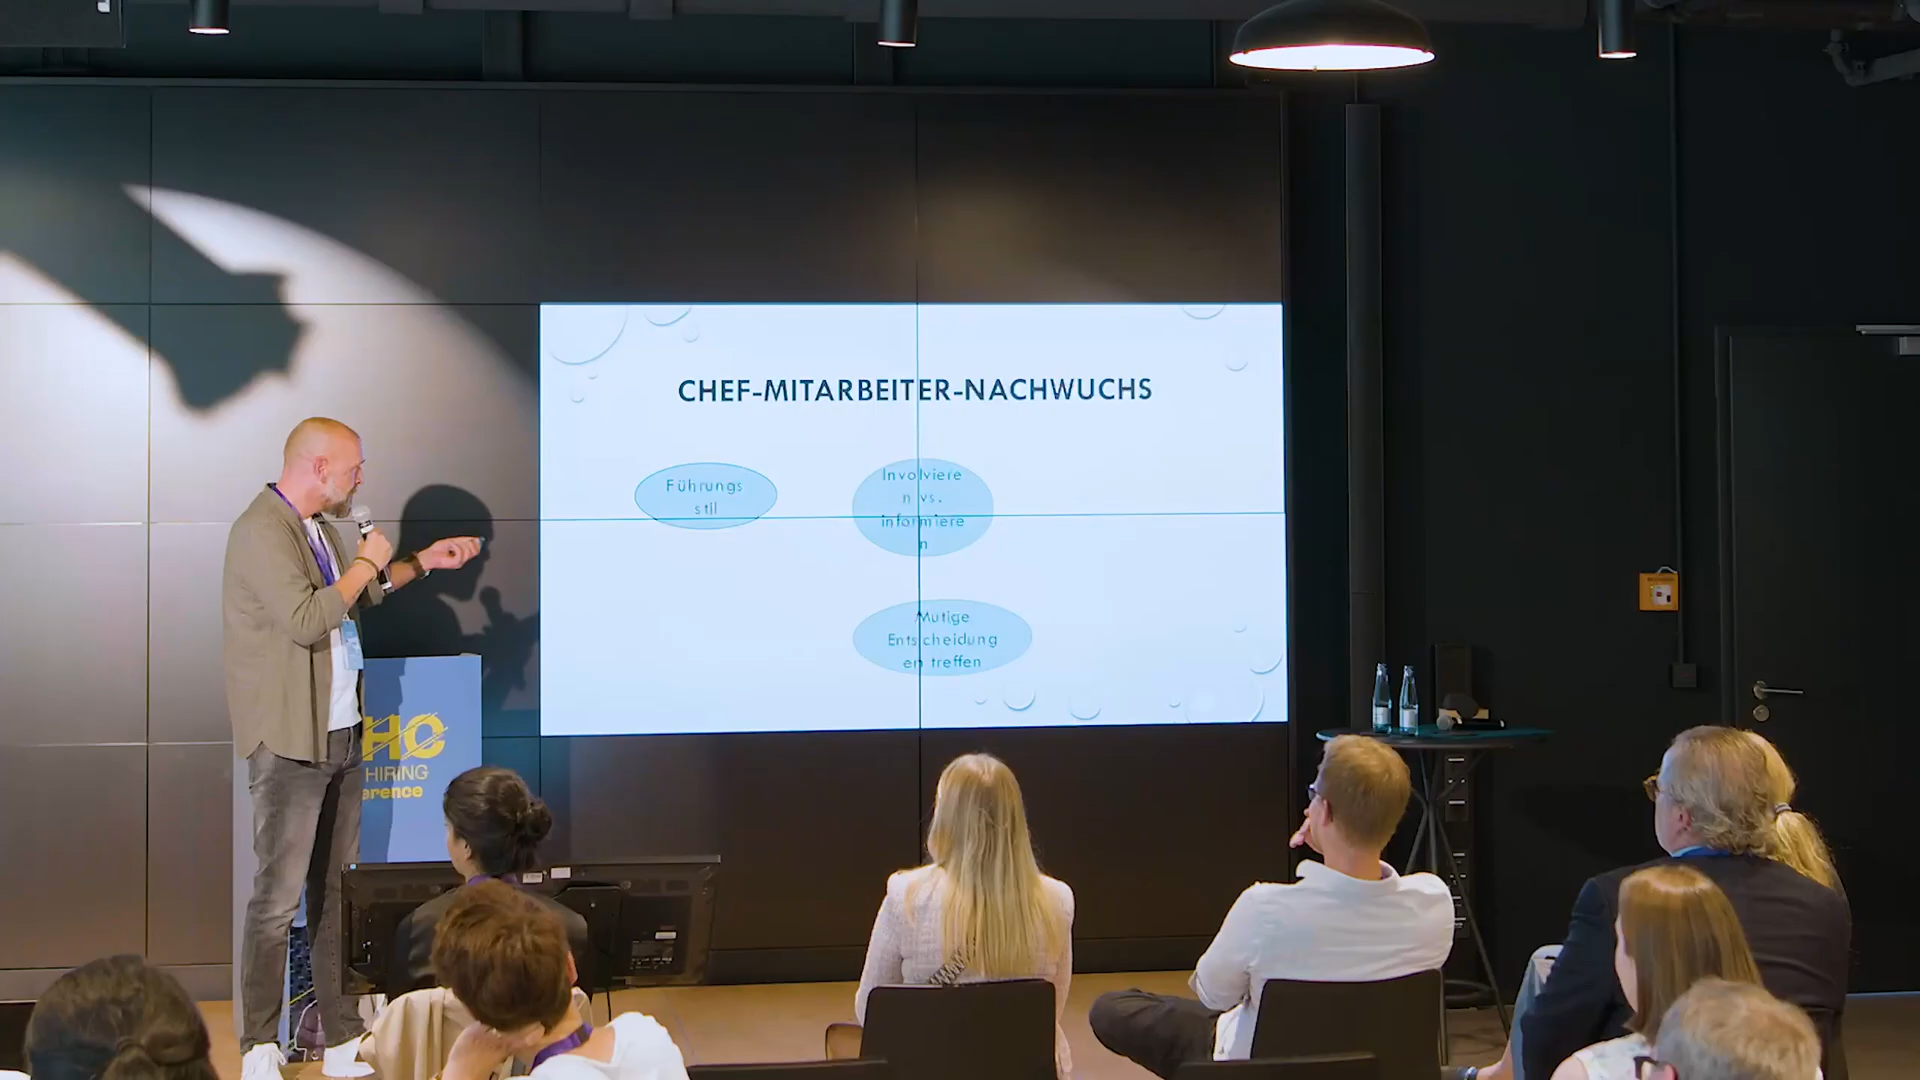 CHEF-MITARBEITER-NACHWUCHS
Führungs
stil
Involviere
n vs.
informiere
n
Mutige
Entscheidung
en treffen
HC
HIRING
erence